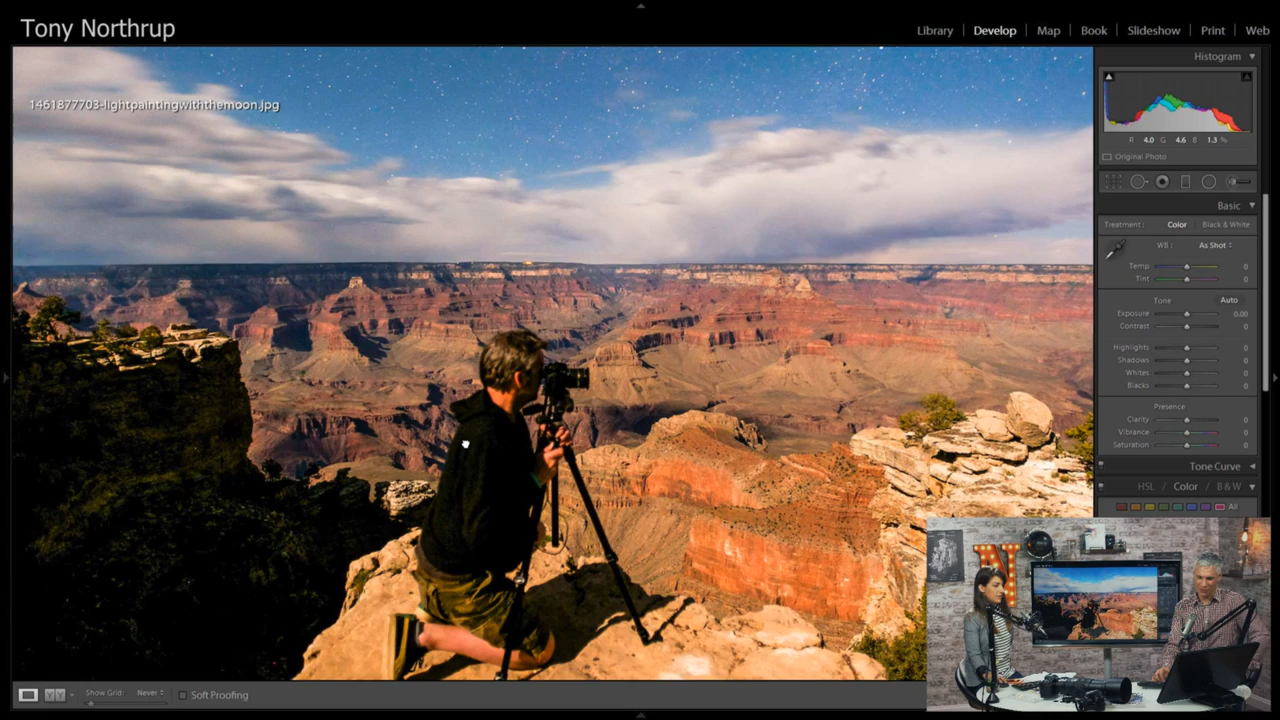 Tony Northrup
Library | Develop | Map | Book | Slideshow | Print | Web
1461877703-lightpaintingwiththemoon.jpg
Histogram
R 4.0 G 4.6 B 1.3 %
Original Photo
Basic
Treatment : Color Black & White
WB : As Shot
Temp 0
Tint 0
Tone Auto
Exposure 0.00
Contrast 0
Highlights 0
Shadows 0
Whites 0
Blacks 0
Presence
Clarity 0
Vibrance 0
Saturation 0
Tone Curve
HSL / Color / B & W
All
N
Show Grid: Never
Soft Proofing